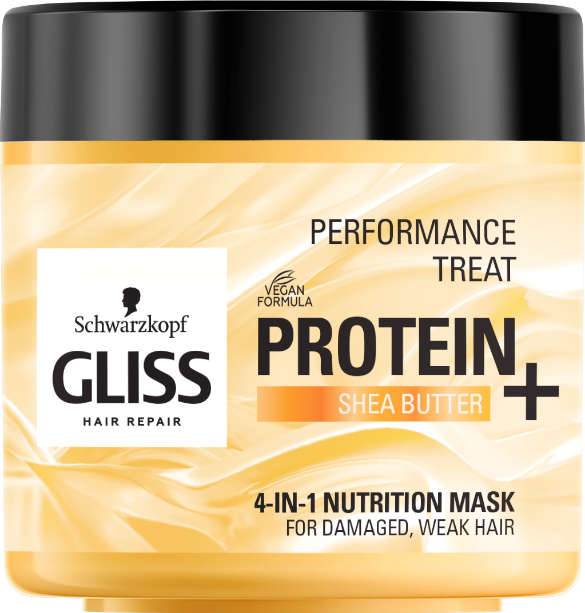 PERFORMANCE
TREAT
VEGAN
FORMULA
Schwarzkopf
GLISS
HAIR REPAIR
PROTEIN+
SHEA BUTTER
4-IN-1 NUTRITION MASK
FOR DAMAGED, WEAK HAIR